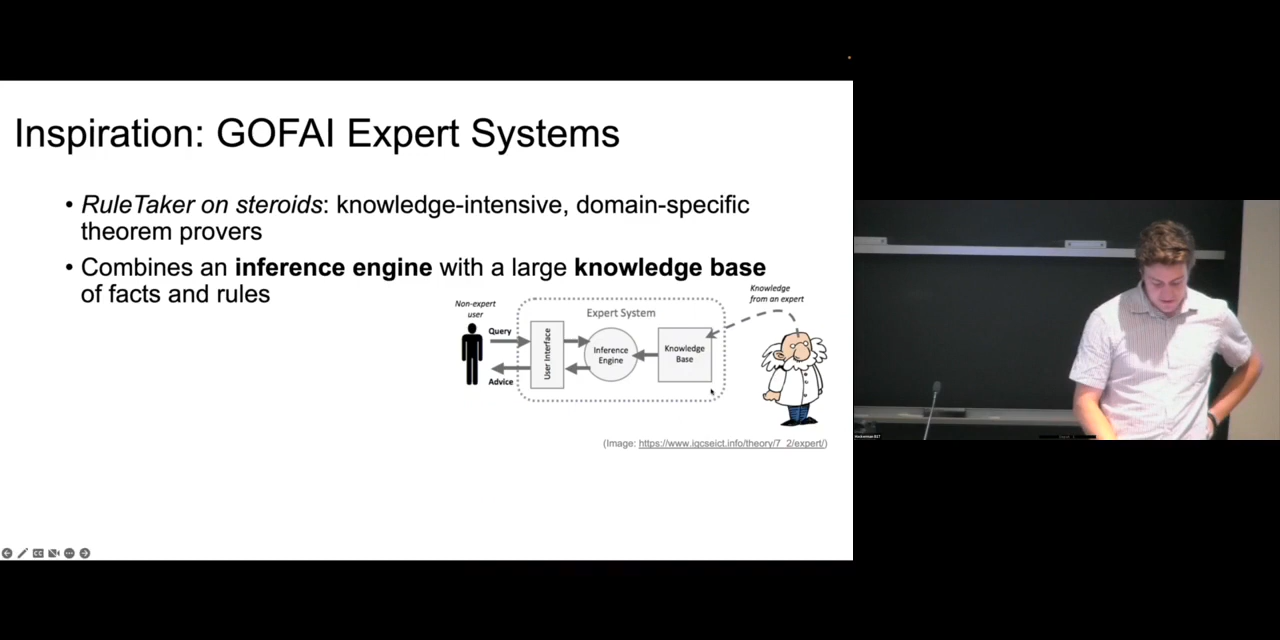 Inspiration: GOFAI Expert Systems
• RuleTaker on steroids: knowledge-intensive, domain-specific
theorem provers
• Combines an inference engine with a large knowledge base
of facts and rules
Knowledge
from an expert
Non-expert
user
Expert System
Query
User Interface
Inference
Engine
Knowledge
Base
Advice
(Image: https://www.igcseict.info/theory/7_2/expert/)
CC